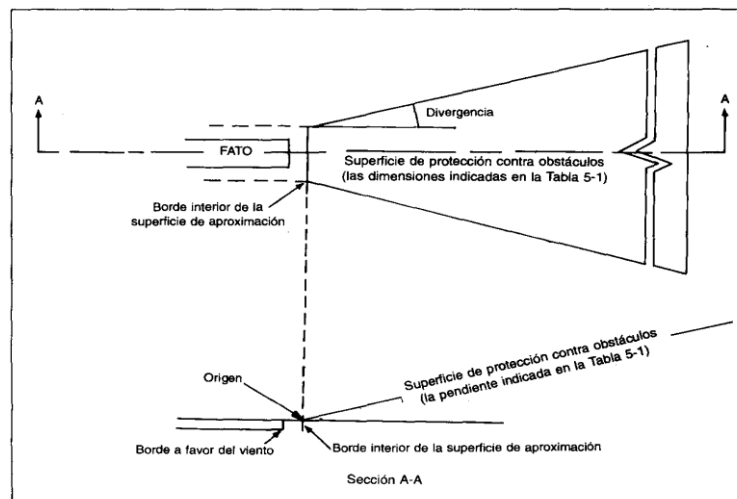 A
A
Divergencia
FATO
Superficie de protección contra obstáculos
(las dimensiones indicadas en la Tabla 5-1)
Borde interior de la
superficie de aproximación
Superficie de protección contra obstáculos
(la pendiente indicada en la Tabla 5-1)
Origen
Borde a favor del viento
Borde interior de la superficie de aproximación
Sección A-A